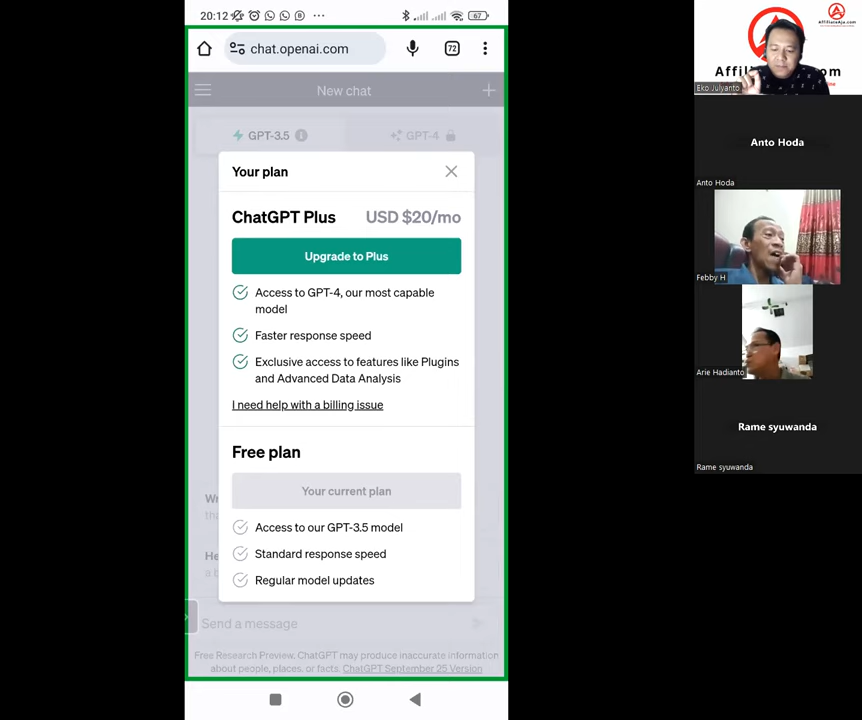 20:12
67
chat.openai.com
72
New chat
GPT-3.5
GPT-4
Your plan
ChatGPT Plus USD $20/mo
Upgrade to Plus
Access to GPT-4, our most capable
model
Faster response speed
Exclusive access to features like Plugins
and Advanced Data Analysis
I need help with a billing issue
Free plan
Your current plan
Access to our GPT-3.5 model
Standard response speed
Regular model updates
Send a message
Free Research Preview. ChatGPT may produce inaccurate information
about people, places, or facts. ChatGPT September 25 Version
AffiliateAja.com
Eko Julyanto
Anto Hoda
Anto Hoda
Febby H
Arie Hadianto
Rame syuwanda
Rame syuwanda